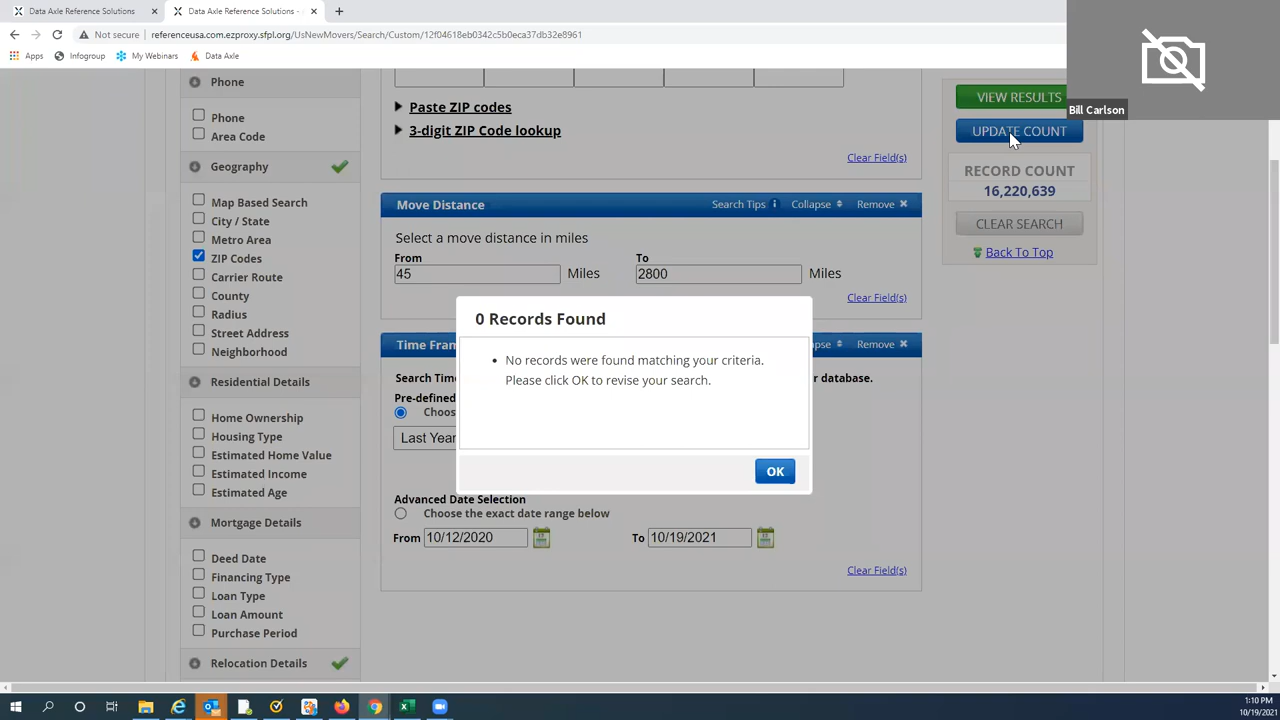 Data Axle Reference Solutions
Data Axle Reference Solutions -
Not secure
referenceusa.com.ezproxy.sfpl.org/UsNewMovers/Search/Custom/12f04618eb0342c5b0eca37db32e8961
Apps
Infogroup
My Webinars
Data Axle
Bill Carlson
Phone
Phone
Area Code
Geography
Map Based Search
City / State
Metro Area
ZIP Codes
Carrier Route
County
Radius
Street Address
Neighborhood
Residential Details
Home Ownership
Housing Type
Estimated Home Value
Estimated Income
Estimated Age
Mortgage Details
Deed Date
Financing Type
Loan Type
Loan Amount
Purchase Period
Relocation Details
Paste ZIP codes
3-digit ZIP Code lookup
Clear Field(s)
Move Distance
Search Tips
Collapse
Remove
Select a move distance in miles
From
To
45
Miles
2800
Miles
Clear Field(s)
0 Records Found
No records were found matching your criteria.
Please click OK to revise your search.
OK
Time Fram
pse
Remove
Search Time
r database.
Pre-defined
Choos
Last Year
Advanced Date Selection
Choose the exact date range below
From
10/12/2020
To
10/19/2021
Clear Field(s)
VIEW RESULTS
UPDATE COUNT
RECORD COUNT
16,220,639
CLEAR SEARCH
Back To Top
1:10 PM
10/19/2021